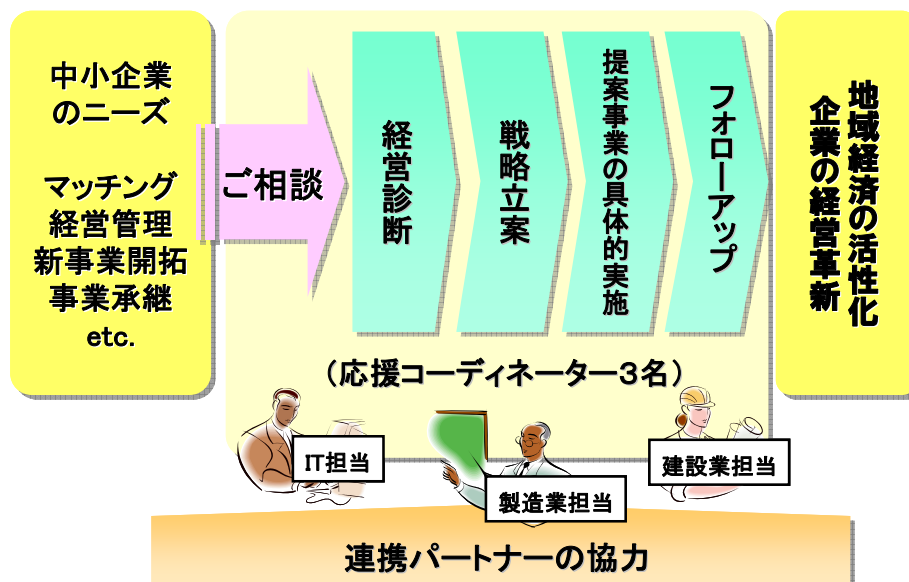 中小企業
のニーズ
マッチング
経営管理
新事業開拓
事業承継
etc.
ご相談
経営診断
戦略立案
提案事業の具体的実施
フォローアップ
地域経済の活性化
企業の経営革新
（応援コーディネーター３名）
IT担当
製造業担当
建設業担当
連携パートナーの協力